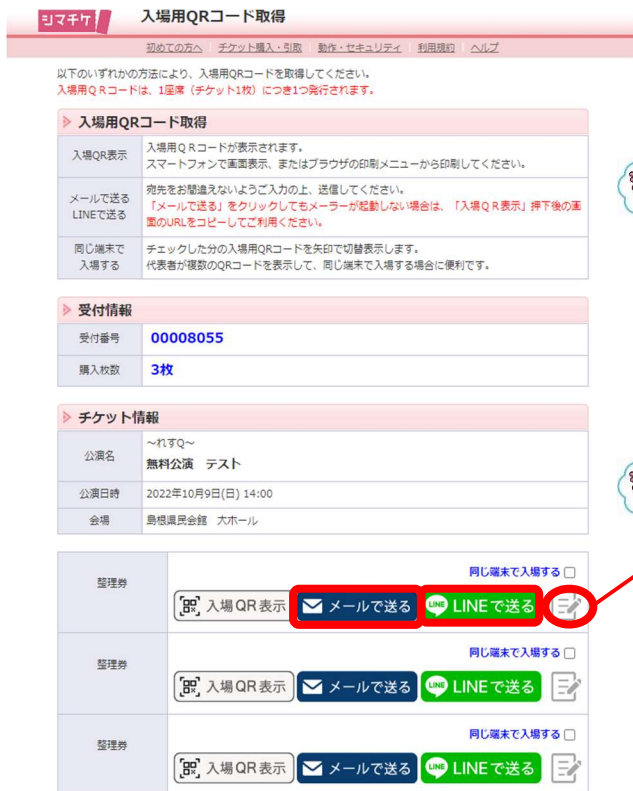 シマチケ
入場用QRコード取得
初めての方へ | チケット購入・引取 | 動作・セキュリティ | 利用規約 | ヘルプ
以下のいずれかの方法により、入場用QRコードを取得してください。
入場用QRコードは、1座席（チケット1枚）につき1つ発行されます。
入場用QRコード取得
入場QR表示
入場用QRコードが表示されます。
スマートフォンで画面表示、またはブラウザの印刷メニューから印刷してください。
メールで送る
LINEで送る
宛先をお間違えないようご入力の上、送信してください。
「メールで送る」をクリックしてもメーラーが起動しない場合は、「入場QR表示」押下後の画
面のURLをコピーしてご利用ください。
同じ端末で
入場する
チェックした分の入場用QRコードを矢印で切替表示します。
代表者が複数のQRコードを表示して、同じ端末で入場する場合に便利です。
受付情報
受付番号
00008055
購入枚数
3枚
チケット情報
公演名
～れすQ～
無料公演 テスト
公演日時
2022年10月9日(日) 14:00
会場
島根県民会館 大ホール
整理券
同じ端末で入場する
入場QR表示 メールで送る LINE LINEで送る
整理券
同じ端末で入場する
入場QR表示 メールで送る LINE LINEで送る
整理券
同じ端末で入場する
入場QR表示 メールで送る LINE LINEで送る